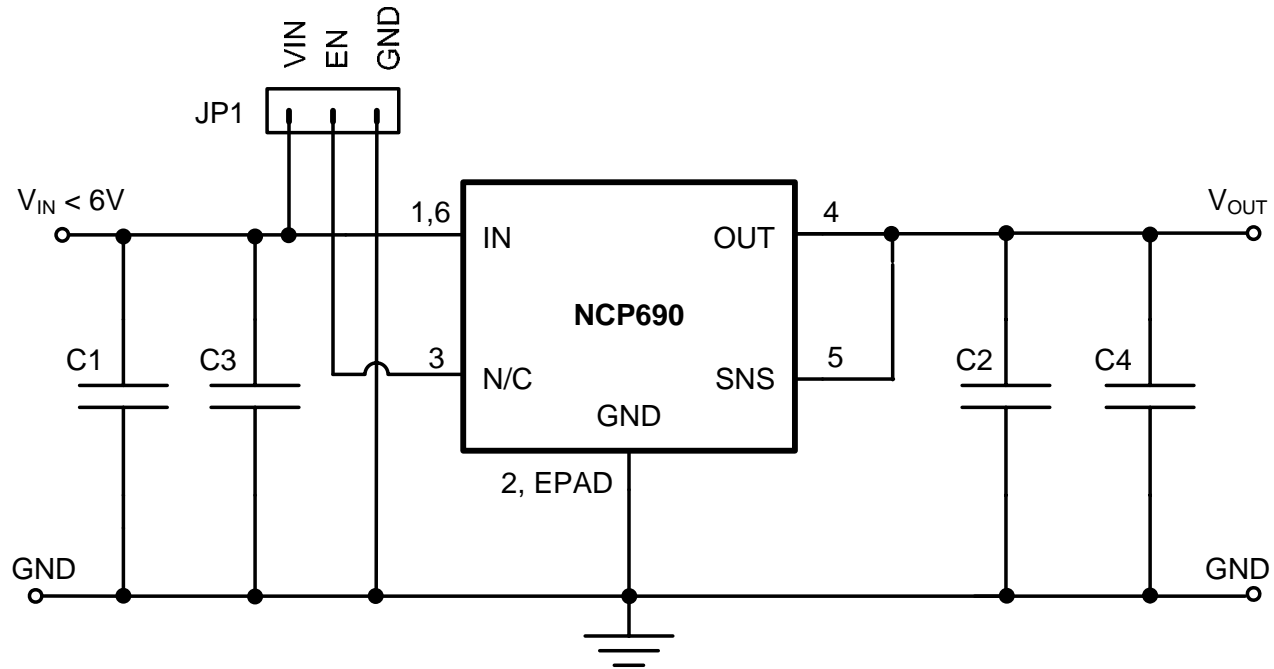 VIN
EN
GND
JP1
V_IN < 6V
1,6
4
V_OUT
IN
OUT
NCP690
C1
C3
3
N/C
SNS
5
C2
C4
GND
2, EPAD
GND
GND